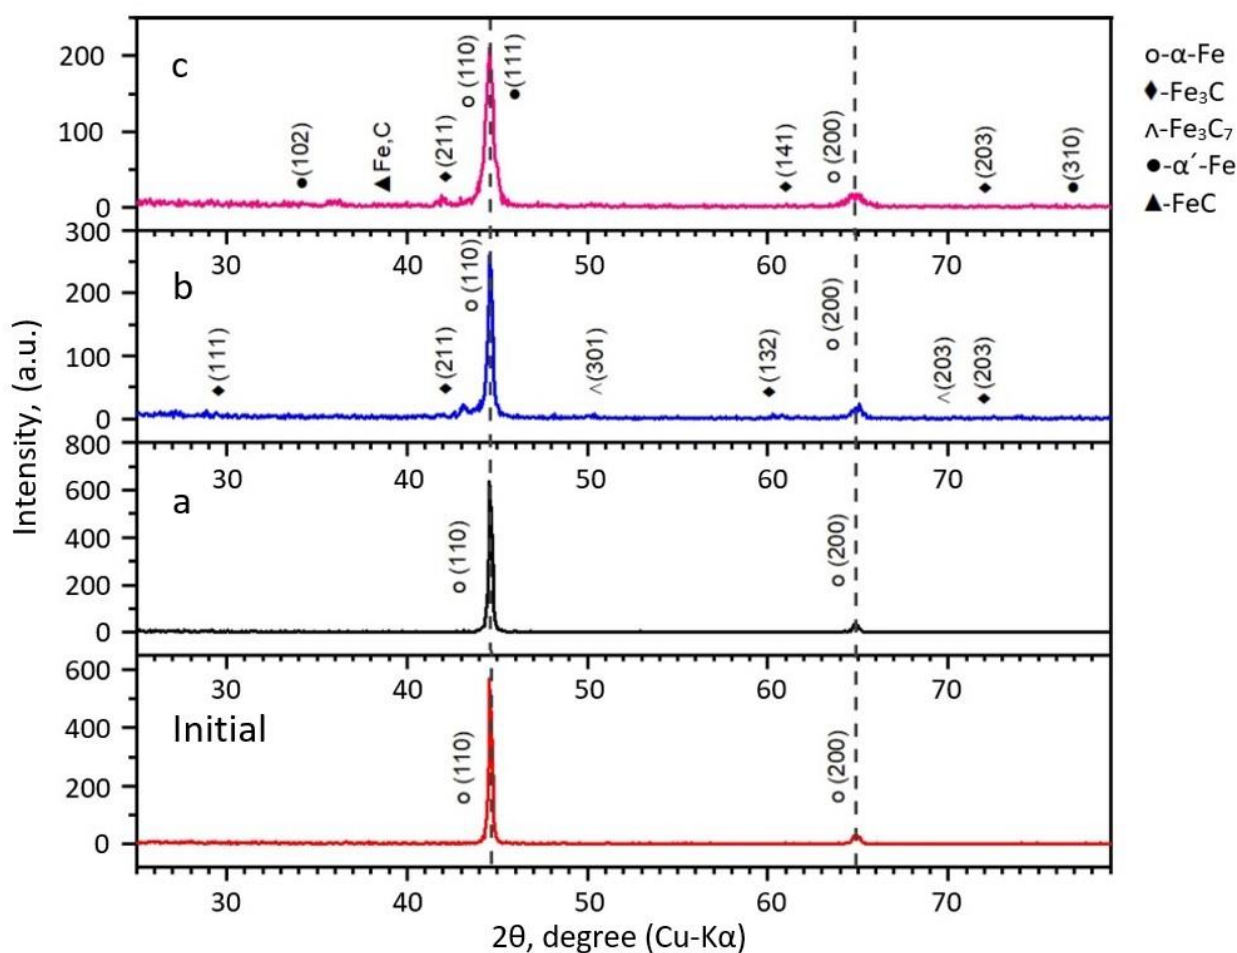 c
200
100
0
●(102)
▲Fe,C
♦(211)
o (110)
●(111)
♦(141)
o (200)
♦(203)
●(310)
o-α-Fe
♦-Fe₃C
ʌ-Fe₃C₇
●-α´-Fe
▲-FeC
30 40 50 60 70
b
300
200
100
0
♦(111)
♦(211)
o (110)
ʌ(301)
♦(132)
o (200)
ʌ(203)
♦(203)
30 40 50 60 70
Intensity, (a.u.)
a
800
600
400
200
0
o (110)
o (200)
30 40 50 60 70
Initial
600
400
200
0
o (110)
o (200)
30 40 50 60 70
2θ, degree (Cu-Kα)